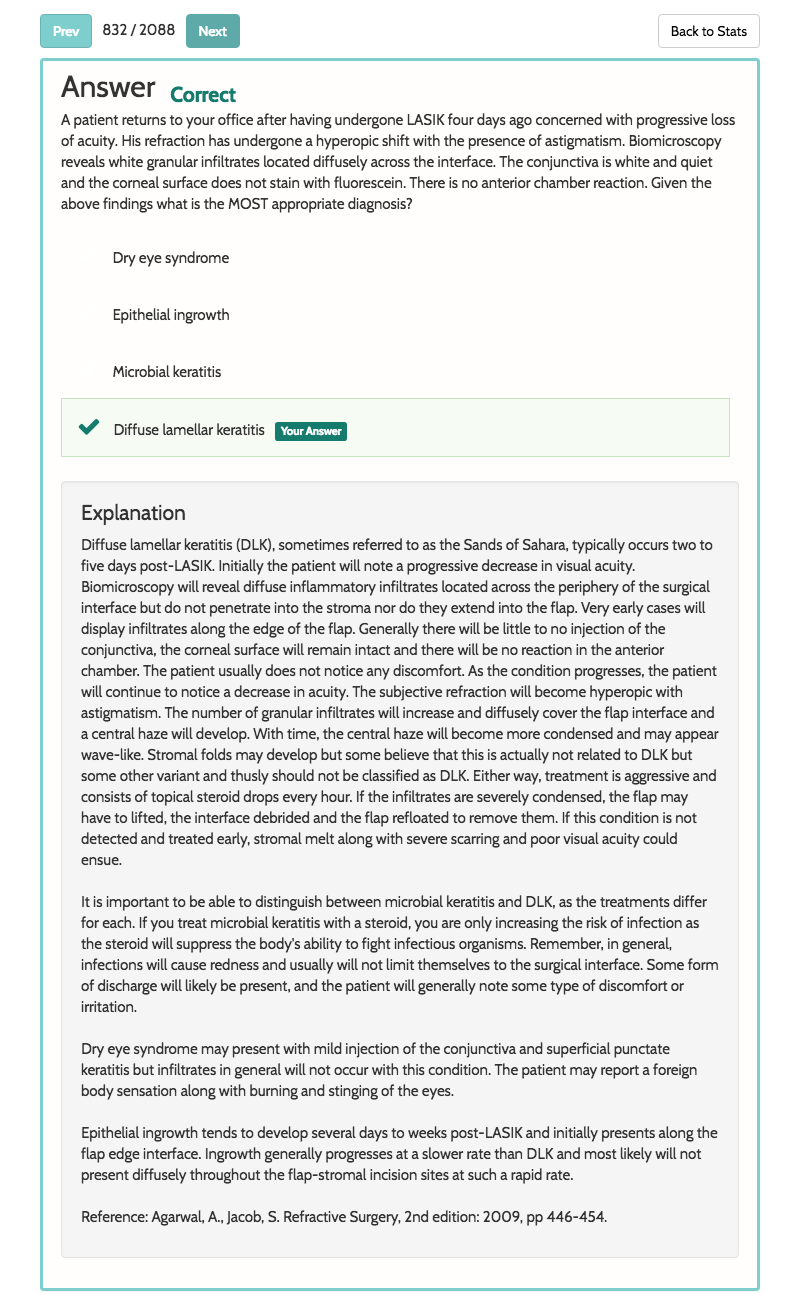 Prev 832 / 2088 Next Back to Stats
Answer Correct
A patient returns to your office after having undergone LASIK four days ago concerned with progressive loss
of acuity. His refraction has undergone a hyperopic shift with the presence of astigmatism. Biomicroscopy
reveals white granular infiltrates located diffusely across the interface. The conjunctiva is white and quiet
and the corneal surface does not stain with fluorescein. There is no anterior chamber reaction. Given the
above findings what is the MOST appropriate diagnosis?
Dry eye syndrome
Epithelial ingrowth
Microbial keratitis
Diffuse lamellar keratitis Your Answer
Explanation
Diffuse lamellar keratitis (DLK), sometimes referred to as the Sands of Sahara, typically occurs two to
five days post-LASIK. Initially the patient will note a progressive decrease in visual acuity.
Biomicroscopy will reveal diffuse inflammatory infiltrates located across the periphery of the surgical
interface but do not penetrate into the stroma nor do they extend into the flap. Very early cases will
display infiltrates along the edge of the flap. Generally there will be little to no injection of the
conjunctiva, the corneal surface will remain intact and there will be no reaction in the anterior
chamber. The patient usually does not notice any discomfort. As the condition progresses, the patient
will continue to notice a decrease in acuity. The subjective refraction will become hyperopic with
astigmatism. The number of granular infiltrates will increase and diffusely cover the flap interface and
a central haze will develop. With time, the central haze will become more condensed and may appear
wave-like. Stromal folds may develop but some believe that this is actually not related to DLK but
some other variant and thusly should not be classified as DLK. Either way, treatment is aggressive and
consists of topical steroid drops every hour. If the infiltrates are severely condensed, the flap may
have to lifted, the interface debrided and the flap refloated to remove them. If this condition is not
detected and treated early, stromal melt along with severe scarring and poor visual acuity could
ensue.
It is important to be able to distinguish between microbial keratitis and DLK, as the treatments differ
for each. If you treat microbial keratitis with a steroid, you are only increasing the risk of infection as
the steroid will suppress the body's ability to fight infectious organisms. Remember, in general,
infections will cause redness and usually will not limit themselves to the surgical interface. Some form
of discharge will likely be present, and the patient will generally note some type of discomfort or
irritation.
Dry eye syndrome may present with mild injection of the conjunctiva and superficial punctate
keratitis but infiltrates in general will not occur with this condition. The patient may report a foreign
body sensation along with burning and stinging of the eyes.
Epithelial ingrowth tends to develop several days to weeks post-LASIK and initially presents along the
flap edge interface. Ingrowth generally progresses at a slower rate than DLK and most likely will not
present diffusely throughout the flap-stromal incision sites at such a rapid rate.
Reference: Agarwal, A., Jacob, S. Refractive Surgery, 2nd edition: 2009, pp 446-454.